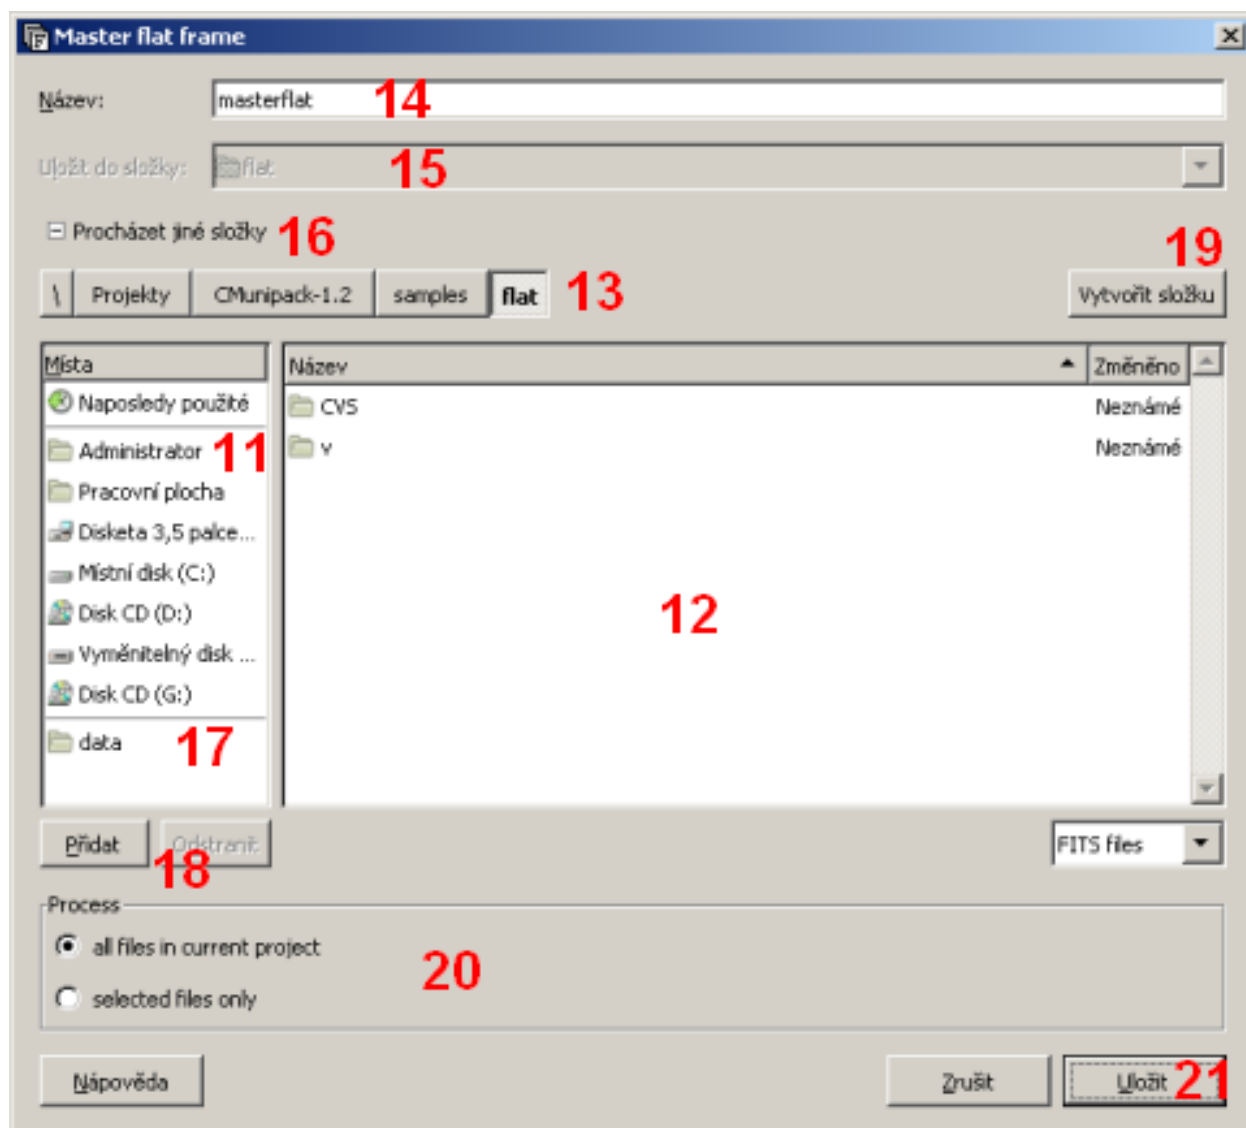 Master flat frame
Název: masterflat 14
Uložit do složky: flat 15
Procházet jiné složky 16
19
\ Projekty CMunipack-1.2 samples flat 13 Vytvořit složku
Místa Název Změněno
Naposledy použité CVS Neznámé
Administrator 11 v Neznámé
Pracovní plocha
Disketa 3,5 palce...
Místní disk (C:)
Disk CD (D:) 12
Vyměnitelný disk ...
Disk CD (G:)
data 17
Přidat Odstranit FITS files
18
Process
all files in current project
20
selected files only
Nápověda Zrušit Uložit 21